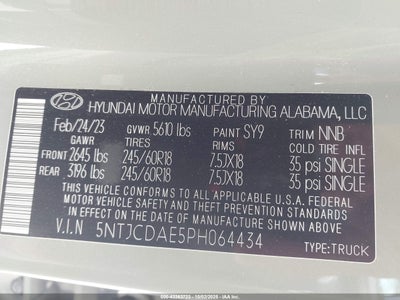 MANUFACTURED BY
HYUNDAI MOTOR MANUFACTURING ALABAMA, LLC
Feb/24/23 GVWR 5610 lbs PAINT SY9 TRIM NNB
GAWR TIRES RIMS COLD TIRE INFL
FRONT 2645 lbs 245/60R18 7.5JX18 35 psi SINGLE
REAR 3196 lbs 245/60R18 7.5JX18 35 psi SINGLE
THIS VEHICLE CONFORMS TO ALL APPLICABLE U.S.A. FEDERAL
MOTOR VEHICLE SAFETY STANDARDS IN EFFECT ON THE DATE OF
MANUFACTURE SHOWN ABOVE.
V.I.N 5NTJCDAE5PH064434
TYPE:TRUCK